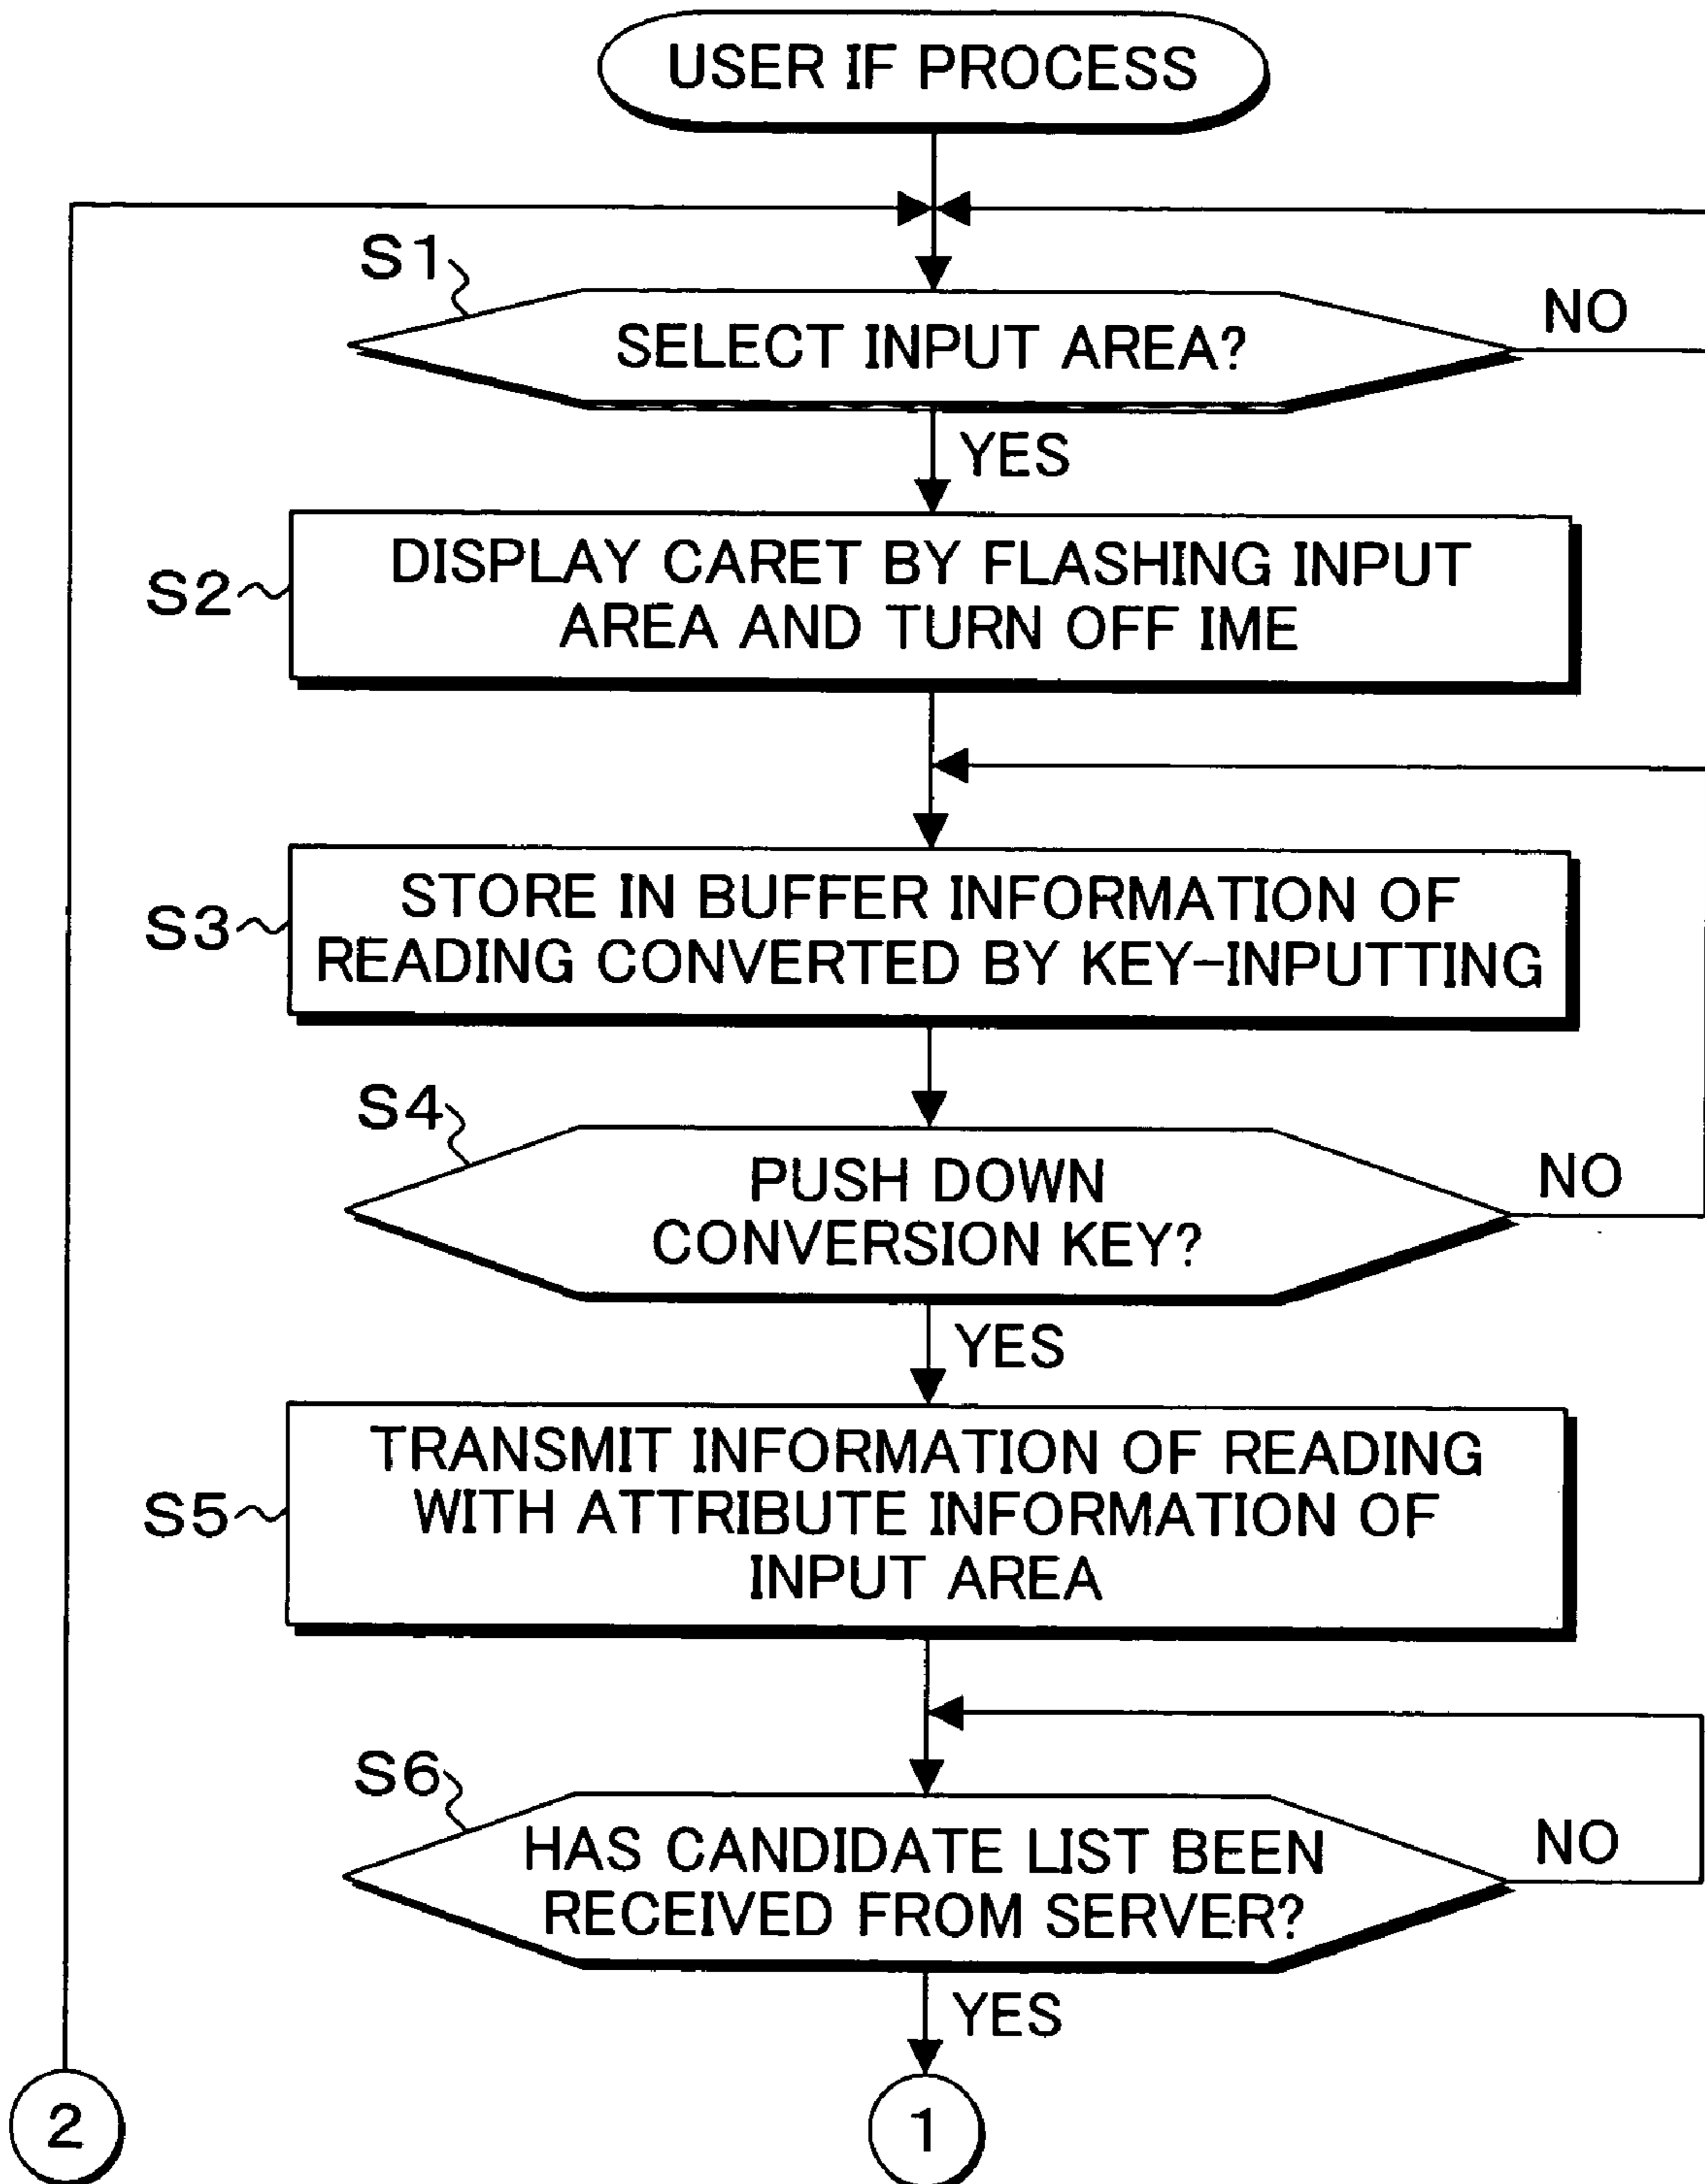 USER IF PROCESS
S1
SELECT INPUT AREA?
NO
YES
S2
DISPLAY CARET BY FLASHING INPUT
AREA AND TURN OFF IME
S3
STORE IN BUFFER INFORMATION OF
READING CONVERTED BY KEY-INPUTTING
S4
PUSH DOWN
CONVERSION KEY?
NO
YES
S5
TRANSMIT INFORMATION OF READING
WITH ATTRIBUTE INFORMATION OF
INPUT AREA
S6
HAS CANDIDATE LIST BEEN
RECEIVED FROM SERVER?
NO
YES
2
1